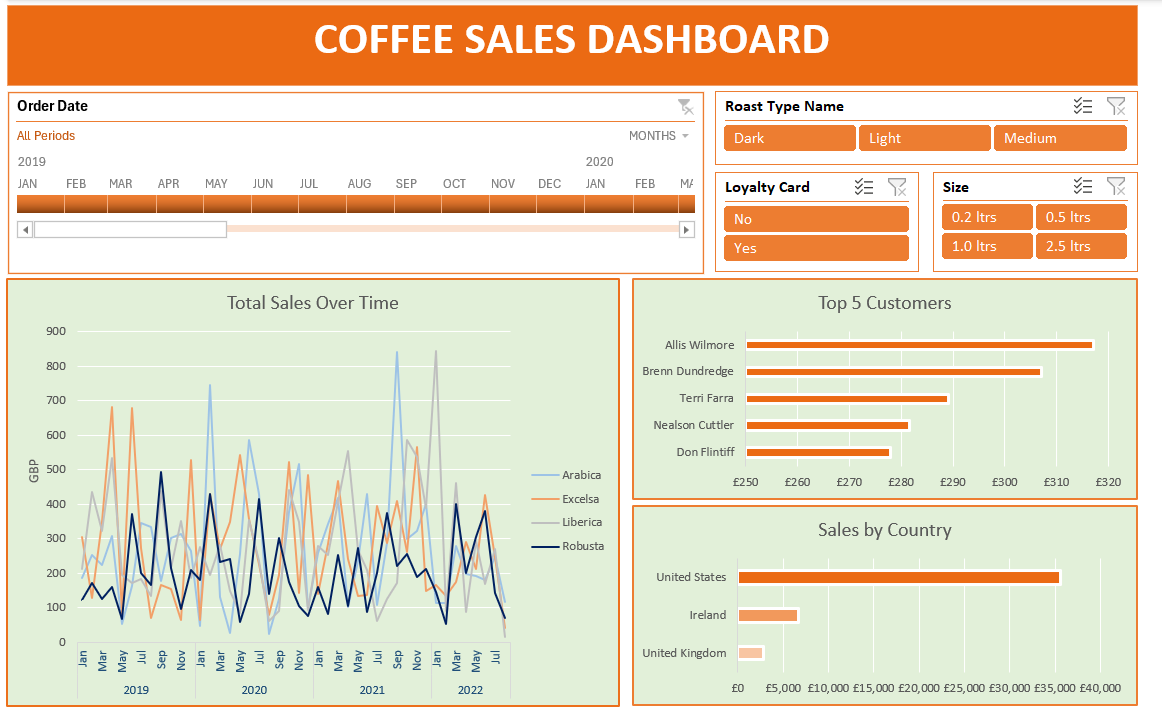 COFFEE SALES DASHBOARD
Order Date
All Periods
MONTHS
2019 2020
JAN FEB MAR APR MAY JUN JUL AUG SEP OCT NOV DEC JAN FEB MA
Roast Type Name
Dark Light Medium
Loyalty Card
No
Yes
Size
0.2 ltrs 0.5 ltrs
1.0 ltrs 2.5 ltrs
Total Sales Over Time
GBP
900
800
700
600
500
400
300
200
100
0
Jan Mar May Jul Sep Nov Jan Mar May Jul Sep Nov Jan Mar May Jul Sep Nov Jan Mar May Jul
2019 2020 2021 2022
Arabica
Excelsa
Liberica
Robusta
Top 5 Customers
Allis Wilmore
Brenn Dundredge
Terri Farra
Nealson Cuttler
Don Flintiff
£250 £260 £270 £280 £290 £300 £310 £320
Sales by Country
United States
Ireland
United Kingdom
£0 £5,000 £10,000 £15,000 £20,000 £25,000 £30,000 £35,000 £40,000